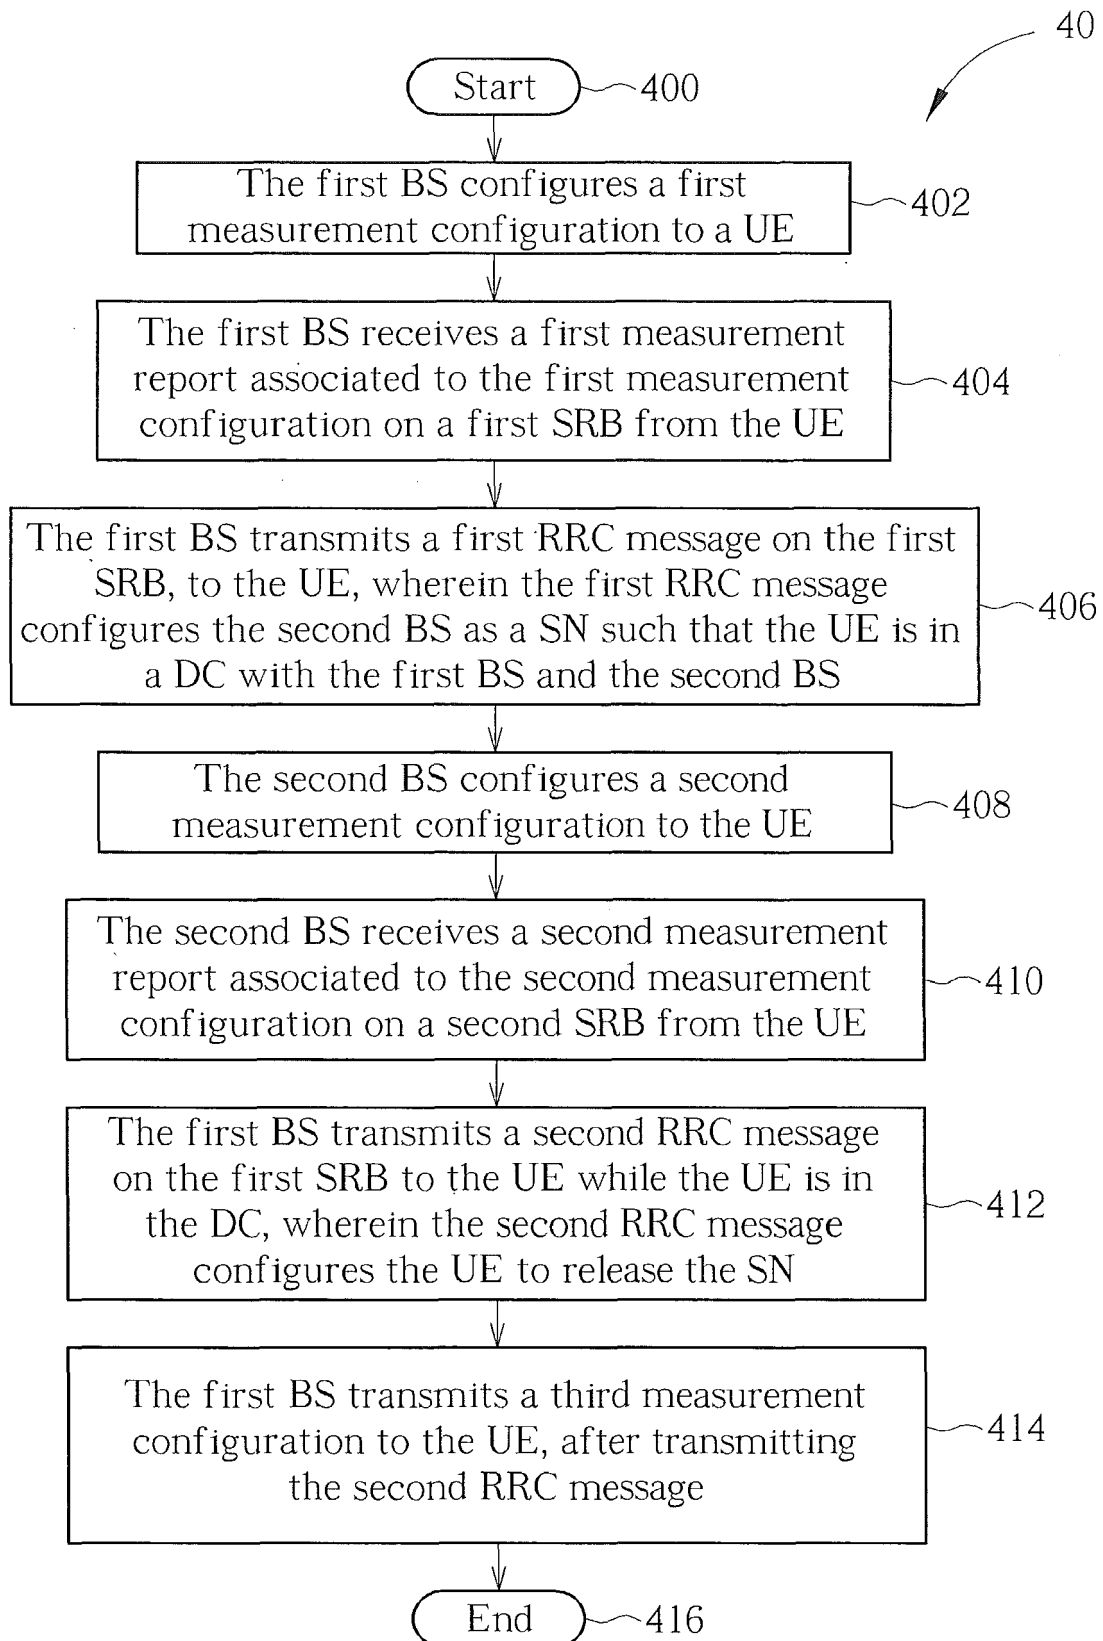 40
Start
400
The first BS configures a first
measurement configuration to a UE
402
The first BS receives a first measurement
report associated to the first measurement
configuration on a first SRB from the UE
404
The first BS transmits a first RRC message on the first
SRB, to the UE, wherein the first RRC message
configures the second BS as a SN such that the UE is in
a DC with the first BS and the second BS
406
The second BS configures a second
measurement configuration to the UE
408
The second BS receives a second measurement
report associated to the second measurement
configuration on a second SRB from the UE
410
The first BS transmits a second RRC message
on the first SRB to the UE while the UE is in
the DC, wherein the second RRC message
configures the UE to release the SN
412
The first BS transmits a third measurement
configuration to the UE, after transmitting
the second RRC message
414
End
416